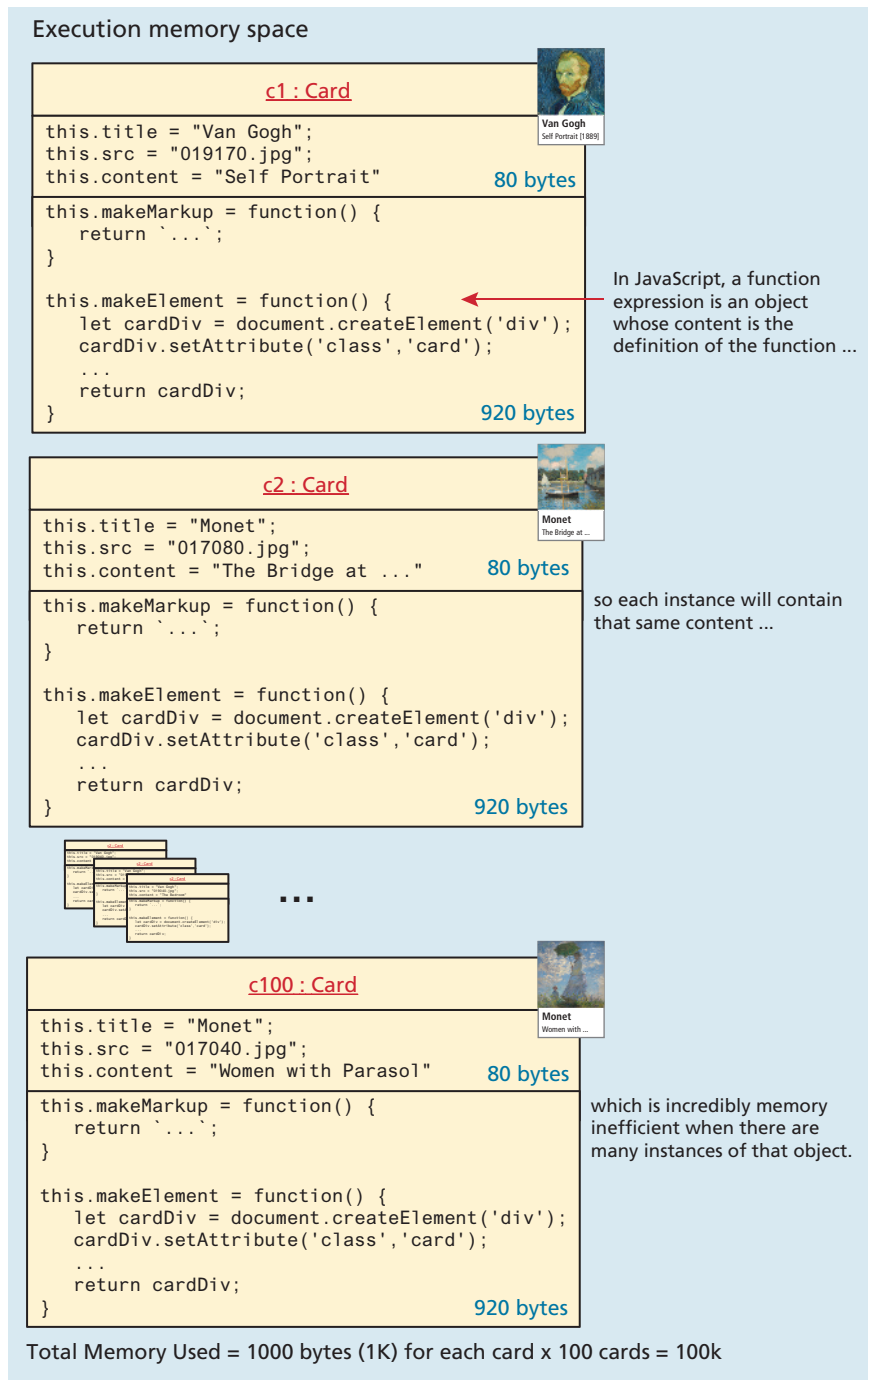 Execution memory space
c1 : Card
Van Gogh
Self Portrait [1889]
this.title = "Van Gogh";
this.src = "019170.jpg";
this.content = "Self Portrait"
80 bytes
this.makeMarkup = function() {
return `...`;
}
this.makeElement = function() {
let cardDiv = document.createElement('div');
cardDiv.setAttribute('class','card');
...
return cardDiv;
}
920 bytes
In JavaScript, a function
expression is an object
whose content is the
definition of the function ...
c2 : Card
Monet
The Bridge at ...
this.title = "Monet";
this.src = "017080.jpg";
this.content = "The Bridge at ..."
80 bytes
this.makeMarkup = function() {
return `...`;
}
this.makeElement = function() {
let cardDiv = document.createElement('div');
cardDiv.setAttribute('class','card');
...
return cardDiv;
}
920 bytes
so each instance will contain
that same content ...
...
c100 : Card
Monet
Women with ...
this.title = "Monet";
this.src = "017040.jpg";
this.content = "Women with Parasol"
80 bytes
this.makeMarkup = function() {
return `...`;
}
this.makeElement = function() {
let cardDiv = document.createElement('div');
cardDiv.setAttribute('class','card');
...
return cardDiv;
}
920 bytes
which is incredibly memory
inefficient when there are
many instances of that object.
Total Memory Used = 1000 bytes (1K) for each card x 100 cards = 100k